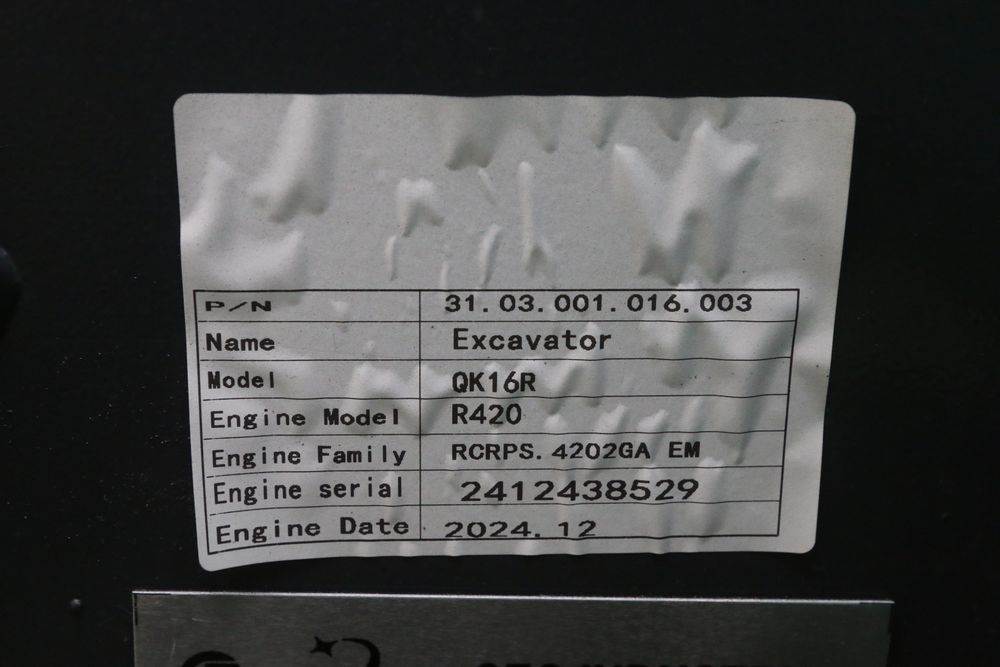 P/N 31.03.001.016.003
Name Excavator
Model QK16R
Engine Model R420
Engine Family RCRPS.4202GA EM
Engine serial 2412438529
Engine Date 2024.12